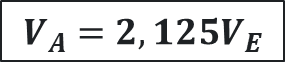 V_A = 2,125V_E